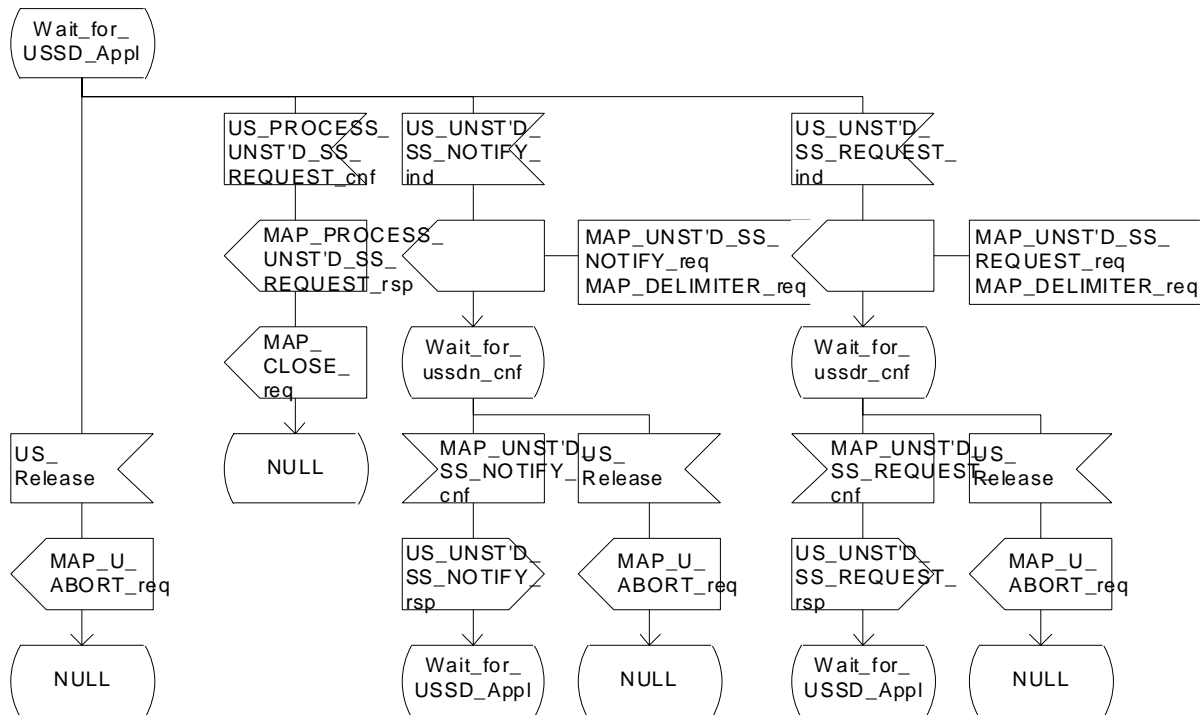 Wait_for_
USSD_Appl
US_PROCESS_
UNST'D_SS_
REQUEST_cnf
US_UNST'D_
SS_NOTIFY_
ind
US_UNST'D_
SS_REQUEST_
ind
MAP_PROCESS_
UNST'D_SS_
REQUEST_rsp
MAP_UNST'D_SS_
NOTIFY_req
MAP_DELIMITER_req
MAP_UNST'D_SS_
REQUEST_req
MAP_DELIMITER_req
MAP_
CLOSE_
req
Wait_for_
ussdn_cnf
Wait_for_
ussdr_cnf
US_
Release
NULL
MAP_UNST'D_
SS_NOTIFY_
cnf
US_
Release
MAP_UNST'D_
SS_REQUEST_
cnf
US_
Release
MAP_U_
ABORT_req
US_UNST'D_
SS_NOTIFY_
rsp
MAP_U_
ABORT_req
US_UNST'D_
SS_REQUEST_
rsp
MAP_U_
ABORT_req
NULL
Wait_for_
USSD_Appl
NULL
Wait_for_
USSD_Appl
NULL